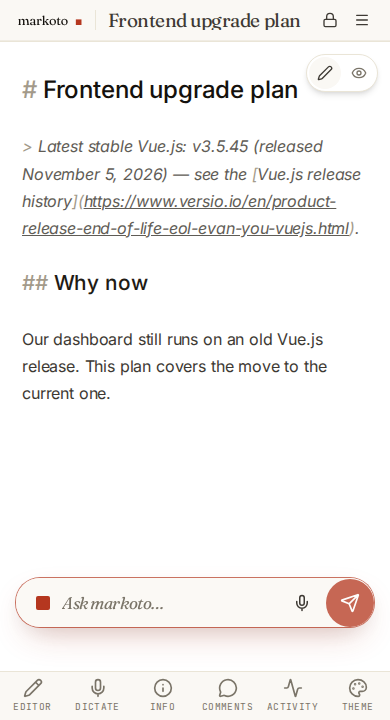 markoto
Frontend upgrade plan
# Frontend upgrade plan
> Latest stable Vue.js: v3.5.45 (released
November 5, 2026) — see the [Vue.js release
history](https://www.versio.io/en/product-
release-end-of-life-eol-evan-you-vuejs.html).
## Why now
Our dashboard still runs on an old Vue.js
release. This plan covers the move to the
current one.
Ask markoto...
EDITOR DICTATE INFO COMMENTS ACTIVITY THEME